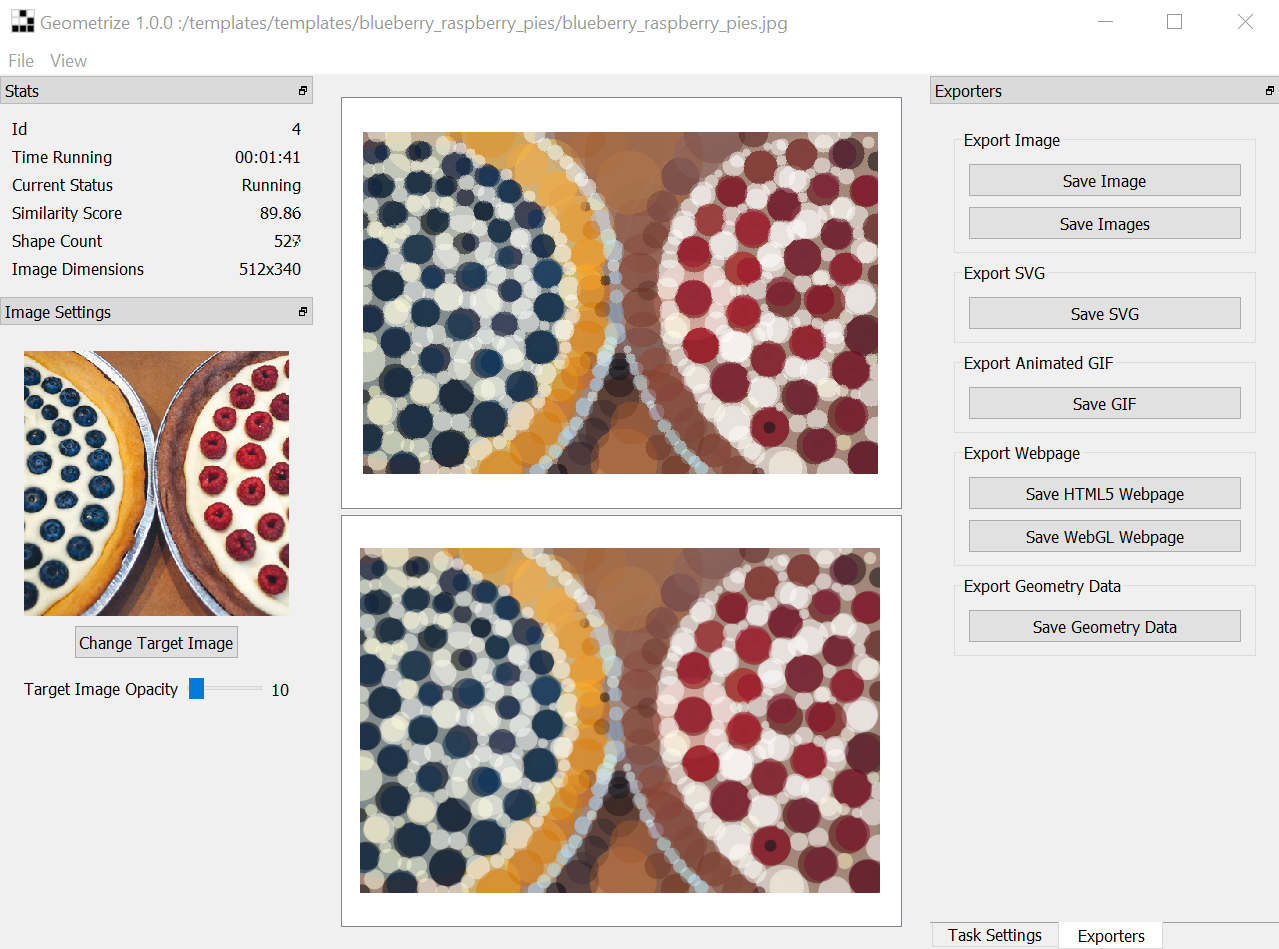 Geometrize 1.0.0 :/templates/templates/blueberry_raspberry_pies/blueberry_raspberry_pies.jpg
File View
Stats
Id 4
Time Running 00:01:41
Current Status Running
Similarity Score 89.86
Shape Count 527
Image Dimensions 512x340
Image Settings
Change Target Image
Target Image Opacity 10
Exporters
Export Image
Save Image
Save Images
Export SVG
Save SVG
Export Animated GIF
Save GIF
Export Webpage
Save HTML5 Webpage
Save WebGL Webpage
Export Geometry Data
Save Geometry Data
Task Settings Exporters